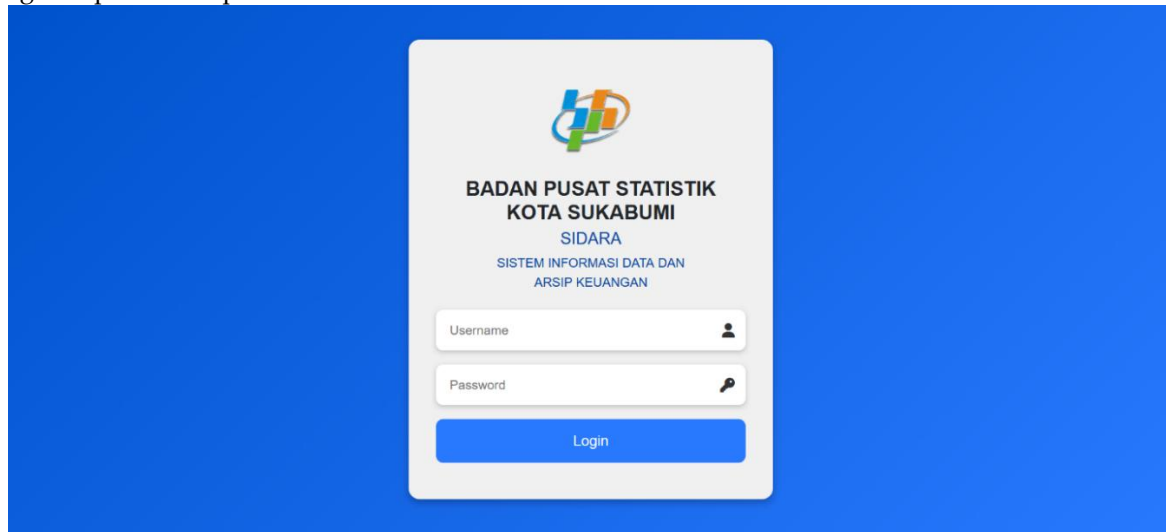 BADAN PUSAT STATISTIK
KOTA SUKABUMI
SIDARA
SISTEM INFORMASI DATA DAN
ARSIP KEUANGAN
Username
Password
Login